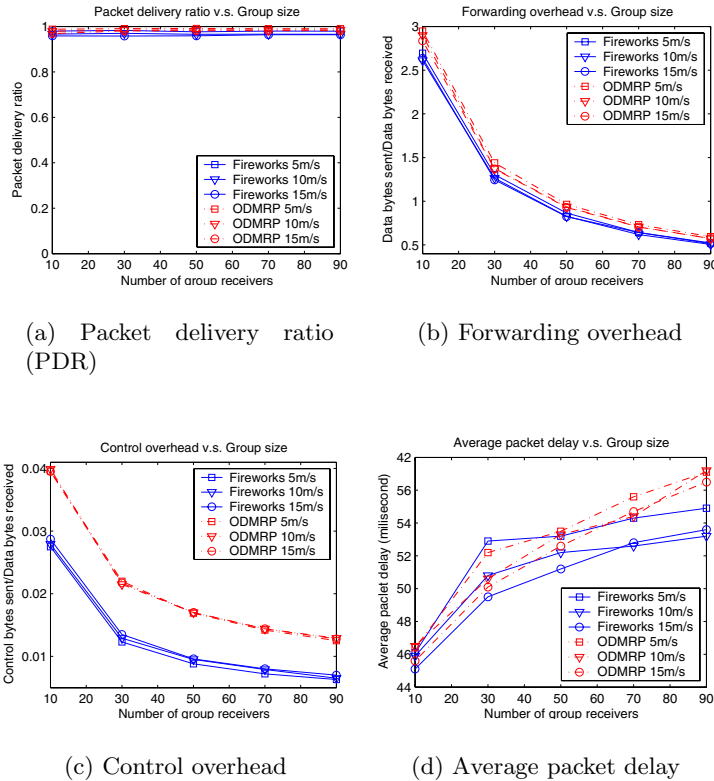 Packet delivery ratio v.s. Group size
Packet delivery ratio
1
0.8
0.6
0.4
0.2
0
Fireworks 5m/s
Fireworks 10m/s
Fireworks 15m/s
ODMRP 5m/s
ODMRP 10m/s
ODMRP 15m/s
10 20 30 40 50 60 70 80 90
Number of group receivers
(a) Packet delivery ratio
(PDR)
Forwarding overhead v.s. Group size
Data bytes sent/Data bytes received
3
2.5
2
1.5
1
0.5
Fireworks 5m/s
Fireworks 10m/s
Fireworks 15m/s
ODMRP 5m/s
ODMRP 10m/s
ODMRP 15m/s
10 20 30 40 50 60 70 80 90
Number of group receivers
(b) Forwarding overhead
Control overhead v.s. Group size
Control bytes sent/Data bytes received
0.04
0.03
0.02
0.01
Fireworks 5m/s
Fireworks 10m/s
Fireworks 15m/s
ODMRP 5m/s
ODMRP 10m/s
ODMRP 15m/s
10 20 30 40 50 60 70 80 90
Number of group receivers
(c) Control overhead
Average packet delay v.s. Group size
Average paclet delay (milisecond)
42
56
54
52
50
48
46
44
Fireworks 5m/s
Fireworks 10m/s
Fireworks 15m/s
ODMRP 5m/s
ODMRP 10m/s
ODMRP 15m/s
10 20 30 40 50 60 70 80 90
Number of group receivers
(d) Average packet delay